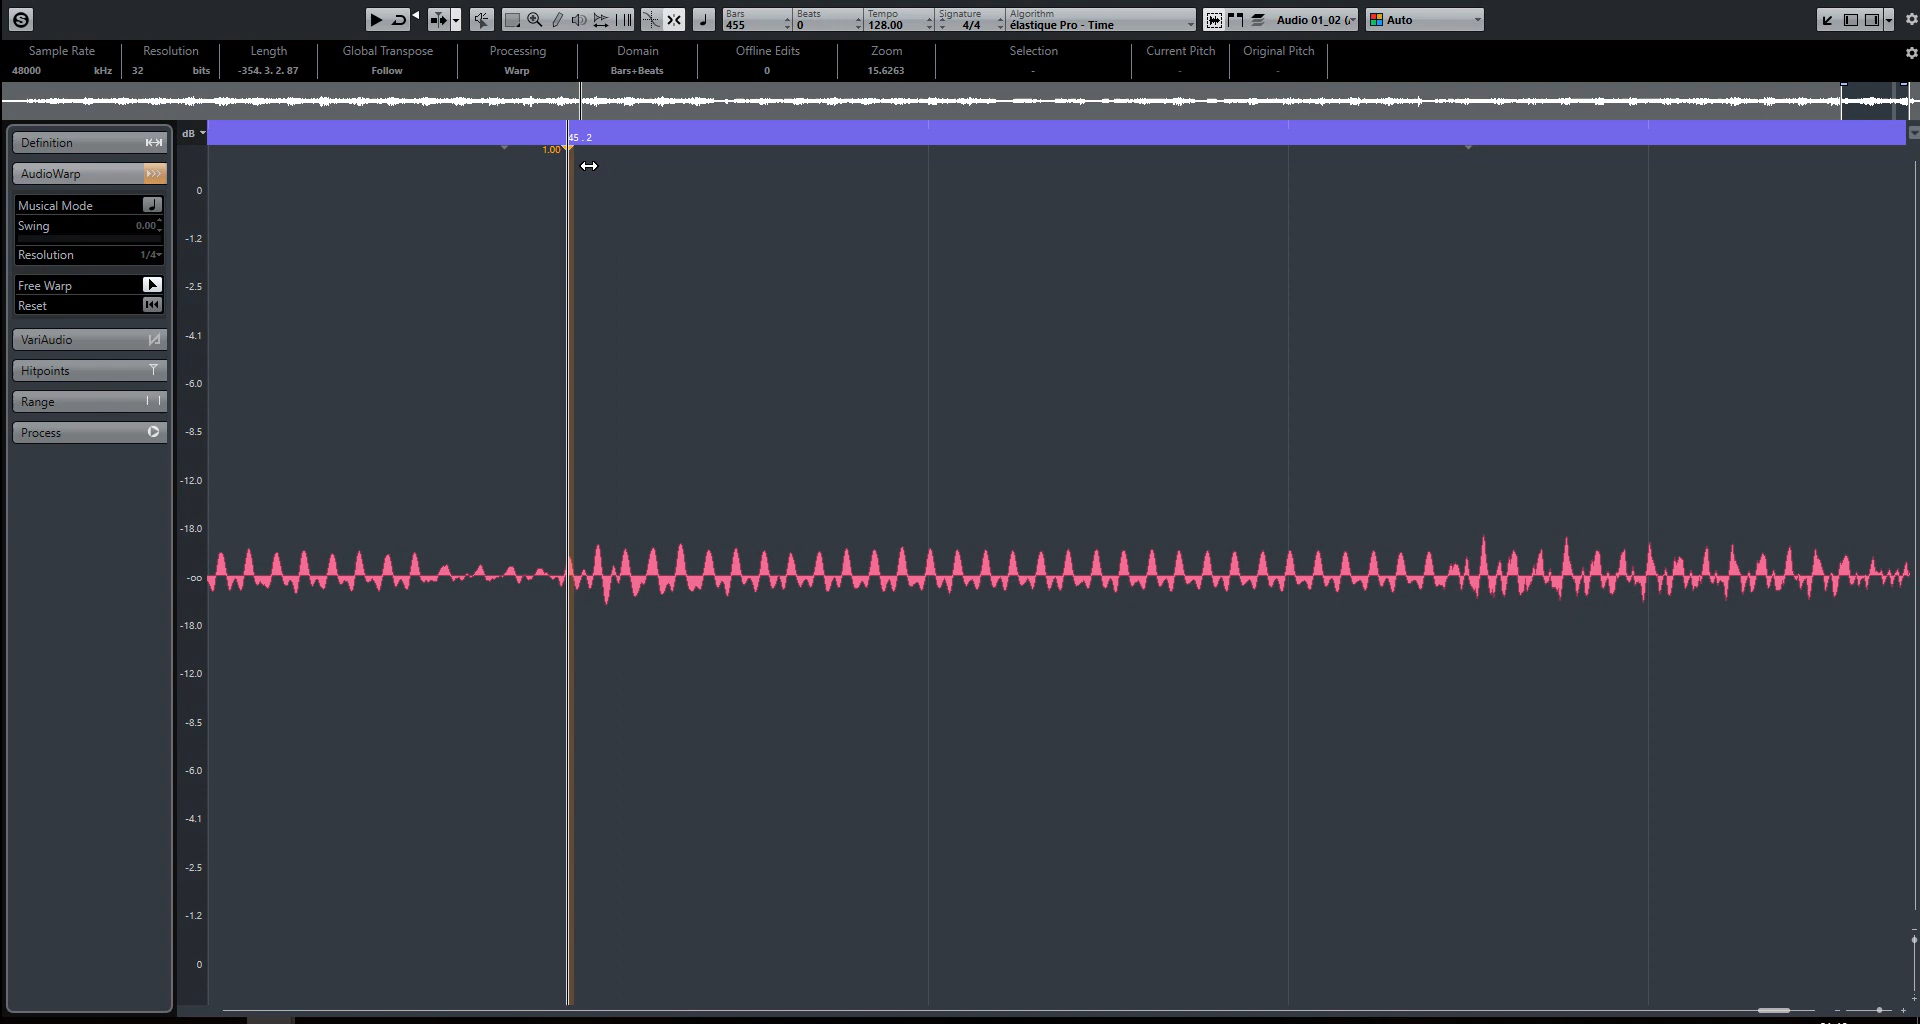 Bars Beats Tempo Signature Algorithm
455 0 128.00 4/4 élastique Pro - Time Audio 01_02 ( Auto
Sample Rate Resolution Length Global Transpose Processing Domain Offline Edits Zoom Selection Current Pitch Original Pitch
48000 kHz 32 bits -354. 3. 2. 87 Follow Warp Bars+Beats 0 15.6263 - - -
dB 45 . 2
1.00
Definition
AudioWarp
Musical Mode
Swing 0.00
Resolution 1/4
Free Warp
Reset
VariAudio
Hitpoints
Range
Process
0
-1.2
-2.5
-4.1
-6.0
-8.5
-12.0
-18.0
-oo
-18.0
-12.0
-8.5
-6.0
-4.1
-2.5
-1.2
0